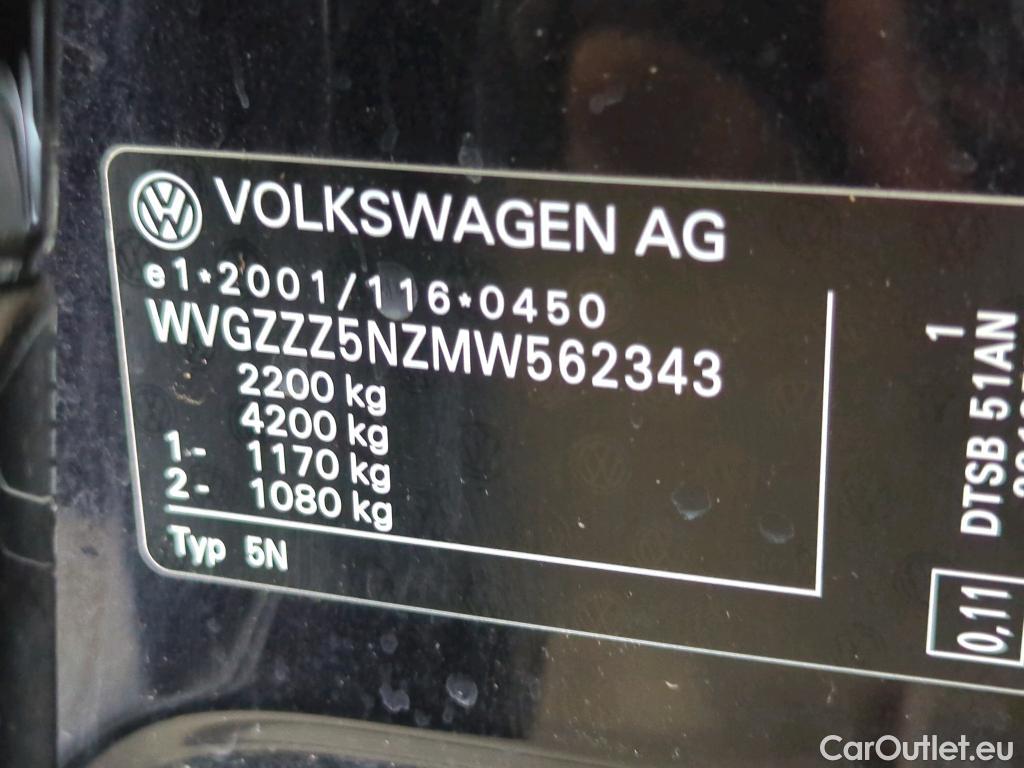 VOLKSWAGEN AG
e1*2001/116*0450
WVGZZZ5NZMW562343
2200 kg
4200 kg
1- 1170 kg
2- 1080 kg
Typ 5N
1
DTSB 51AN
0,11
CarOutlet.eu